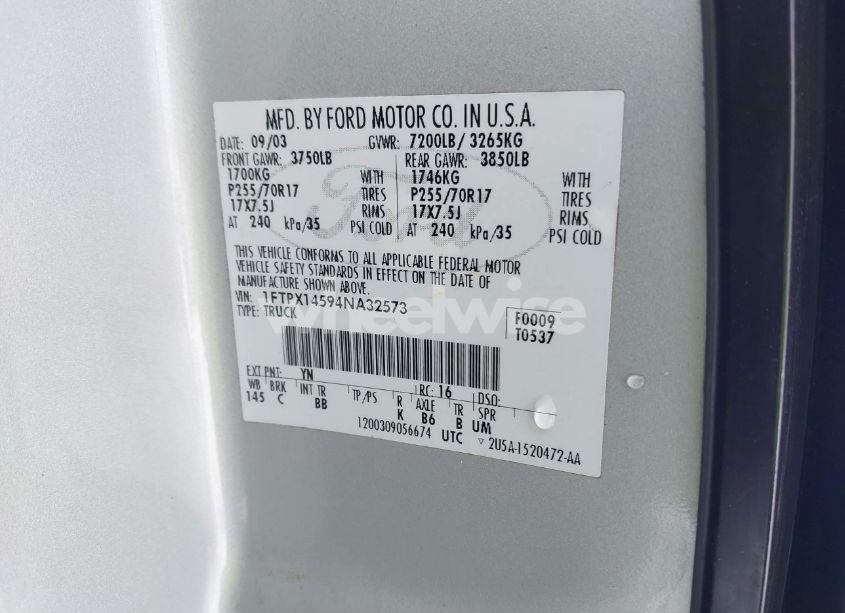 MFD. BY FORD MOTOR CO. IN U.S.A.
DATE: 09/03 GVWR: 7200LB/ 3265KG
FRONT GAWR: 3750LB REAR GAWR: 3850LB
1700KG WITH 1746KG WITH
P255/70R17 TIRES P255/70R17 TIRES
17X7.5J RIMS 17X7.5J RIMS
AT 240 kPa/35 PSI COLD AT 240 kPa/35 PSI COLD
Ford
THIS VEHICLE CONFORMS TO ALL APPLICABLE FEDERAL MOTOR
VEHICLE SAFETY STANDARDS IN EFFECT ON THE DATE OF
MANUFACTURE SHOWN ABOVE.
VIN: 1FTPX14594NA32573
TYPE: TRUCK
F0009
T0537
wheelwise
EXT PNT: YN RC: 16 DSO:
WB BRK INT TR TP/PS R AXLE TR SPR
145 C BB K B6 B UM
1200309056674 UTC ▽ 2U5A-1520472-AA